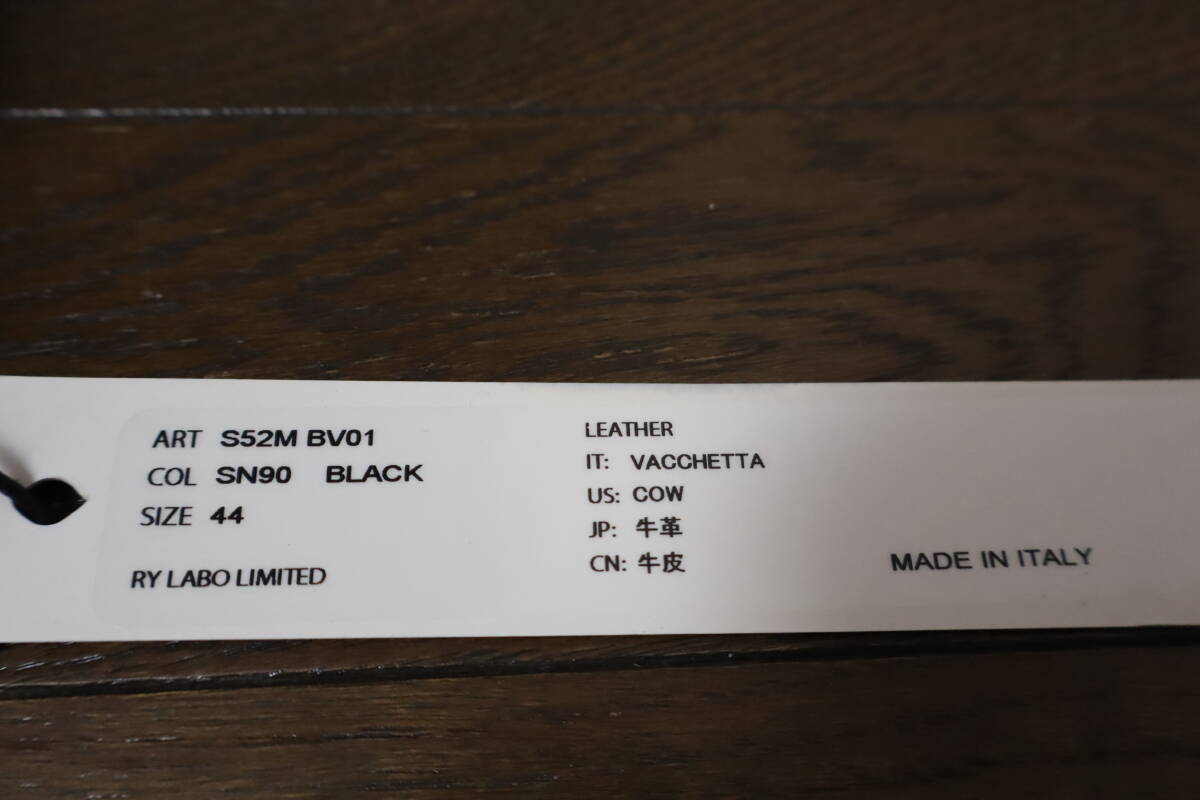 ART S52M BV01
COL SN90 BLACK
SIZE 44
RY LABO LIMITED
LEATHER
IT: VACCHETTA
US: COW
JP: 牛革
CN: 牛皮
MADE IN ITALY